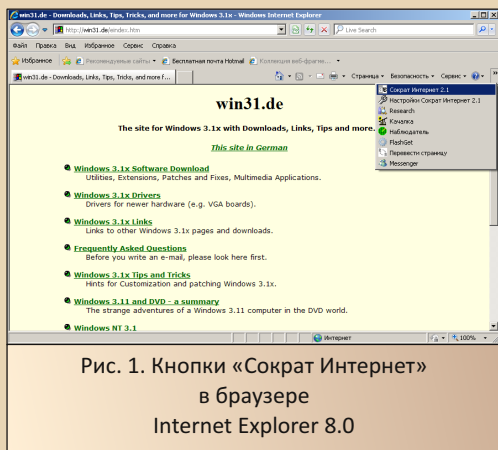 win31.de - Downloads, Links, Tips, Tricks, and more for Windows 3.1x - Windows Internet Explorer
http://win31.de/eindex.htm
Live Search
Файл Правка Вид Избранное Сервис Справка
Избранное Рекомендуемые сайты Бесплатная почта Hotmail Коллекция веб-фрагме...
win31.de - Downloads, Links, Tips, Tricks, and more f...
Страница Безопасность Сервис
Сократ Интернет 2.1
Настройки Сократ Интернет 2.1
Research
Качалка
Наблюдатель
FlashGet
Перевести страницу
Messenger
win31.de
The site for Windows 3.1x with Downloads, Links, Tips and more.
This site in German
Windows 3.1x Software Download
Utilities, Extensions, Patches and Fixes, Multimedia Applications.
Windows 3.1x Drivers
Drivers for newer hardware (e.g. VGA boards).
Windows 3.1x Links
Links to other Windows 3.1x pages and downloads.
Frequently Asked Questions
Before you write an e-mail, please look here first.
Windows 3.1x Tips and Tricks
Hints for Customization and patching Windows 3.1x.
Windows 3.11 and DVD - a summary
The strange adventures of a Windows 3.11 computer in the DVD world.
Windows NT 3.1
Интернет
100%
Рис. 1. Кнопки «Сократ Интернет»
в браузере
Internet Explorer 8.0